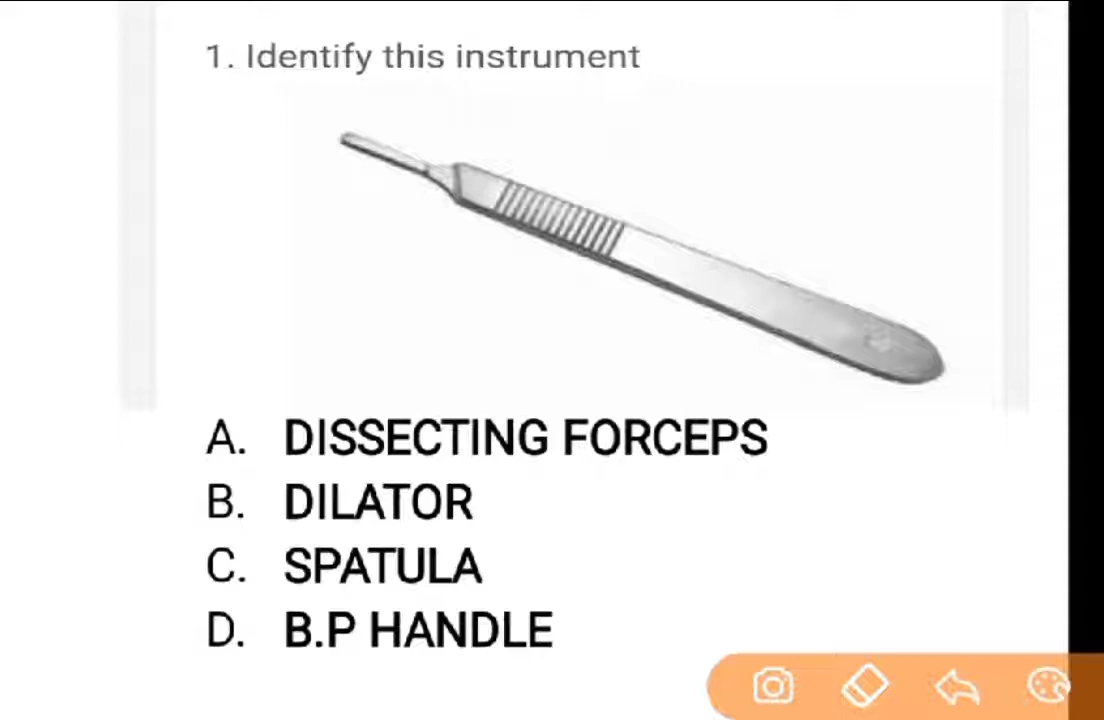 1. Identify this instrument
A. DISSECTING FORCEPS
B. DILATOR
C. SPATULA
D. B.P HANDLE